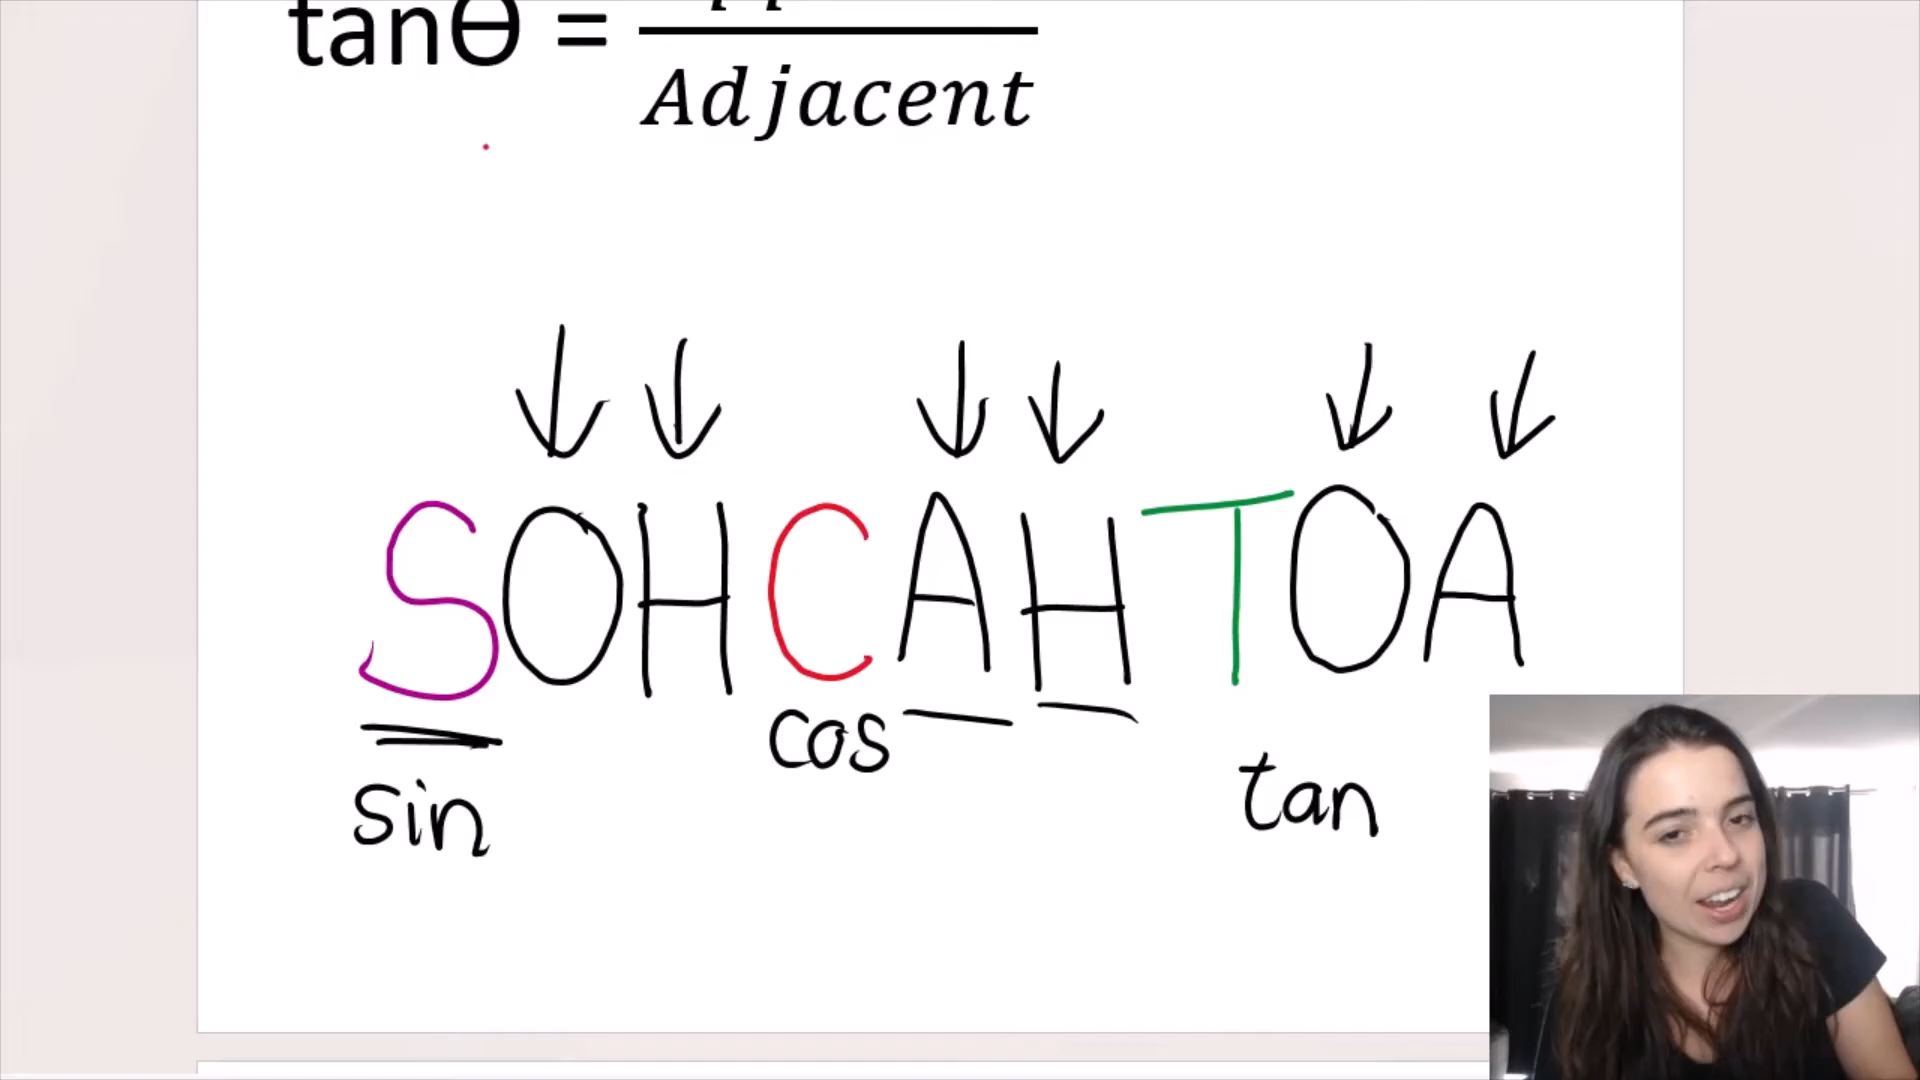 tanΘ =
Adjacent
SOHCAHTOA
cos
tan
sin